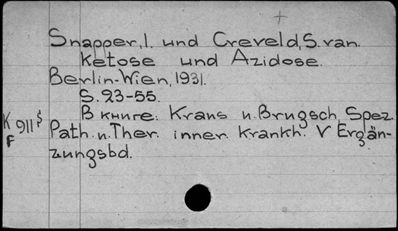 Snapper, I. und Creveld, S. van.
Ketose und Azidose.
Berlin-Wien, 1931.
S. 23-55.
В книге: Kraus u. Brugsch, Spez.
Path. u. Ther. inner. Krankh. V Ergän-
zungsbd.
K 911 s
F